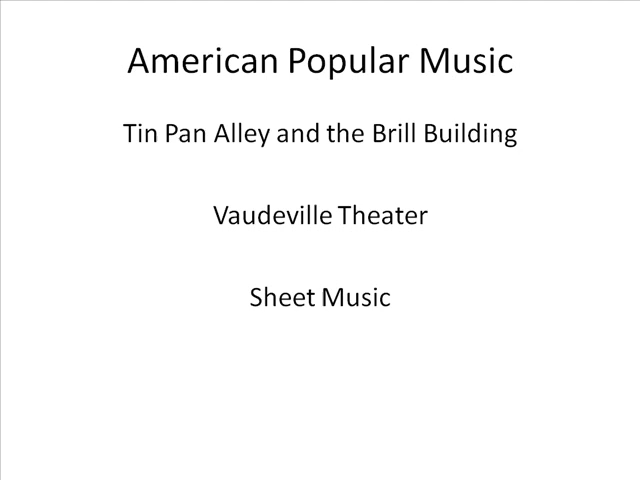 American Popular Music
Tin Pan Alley and the Brill Building
Vaudeville Theater
Sheet Music